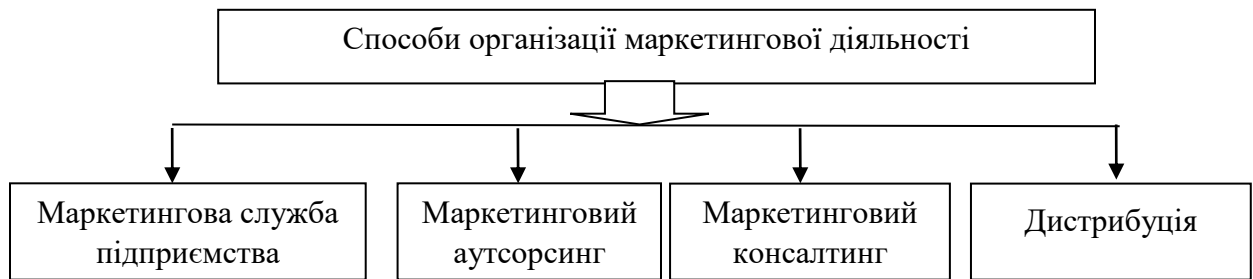 Способи організації маркетингової діяльності
Маркетингова служба
підприємства
Маркетинговий
аутсорсинг
Маркетинговий
консалтинг
Дистрибуція